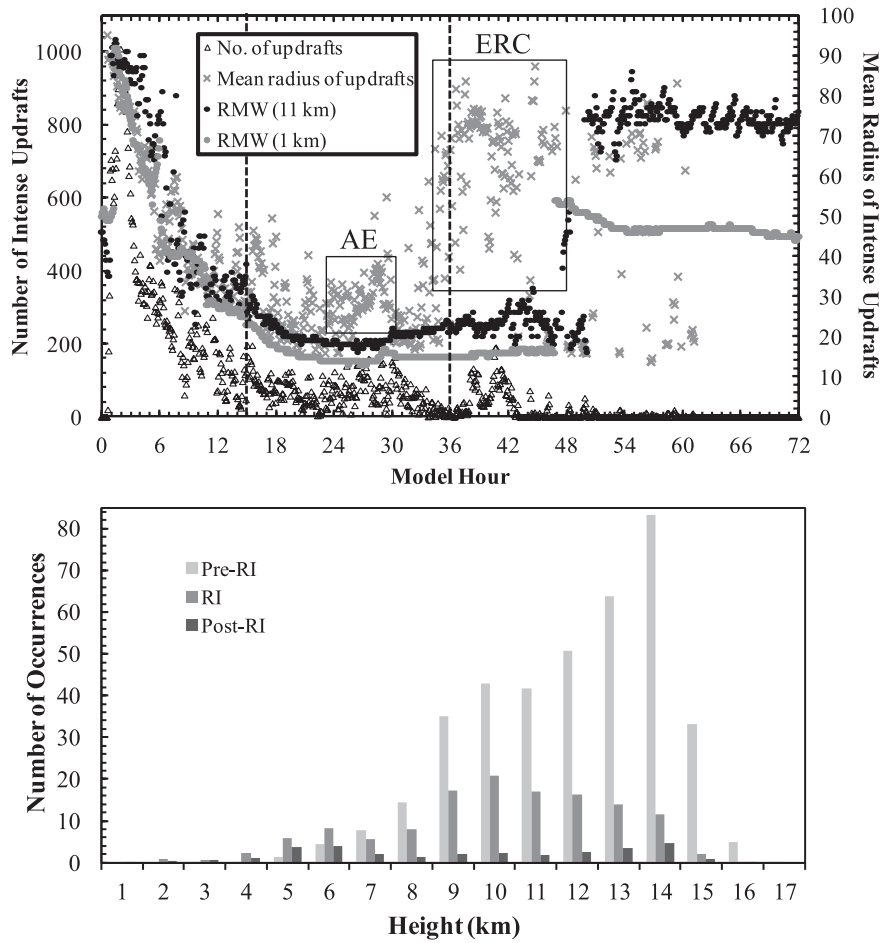 No. of updrafts
Mean radius of updrafts
RMW (11 km)
RMW (1 km)
ERC
AE
Number of Intense Updrafts
1000
800
600
400
200
0
Mean Radius of Intense Updrafts
100
90
80
70
60
50
40
30
20
10
0
0 6 12 18 24 30 36 42 48 54 60 66 72
Model Hour
Number of Occurrences
80
70
60
50
40
30
20
10
0
Pre-RI
RI
Post-RI
1 2 3 4 5 6 7 8 9 10 11 12 13 14 15 16 17
Height (km)